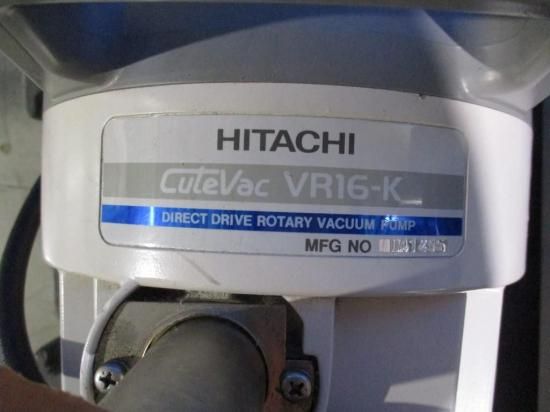 HITACHI
CuteVac VR16-K
DIRECT DRIVE ROTARY VACUUM PUMP
MFG NO